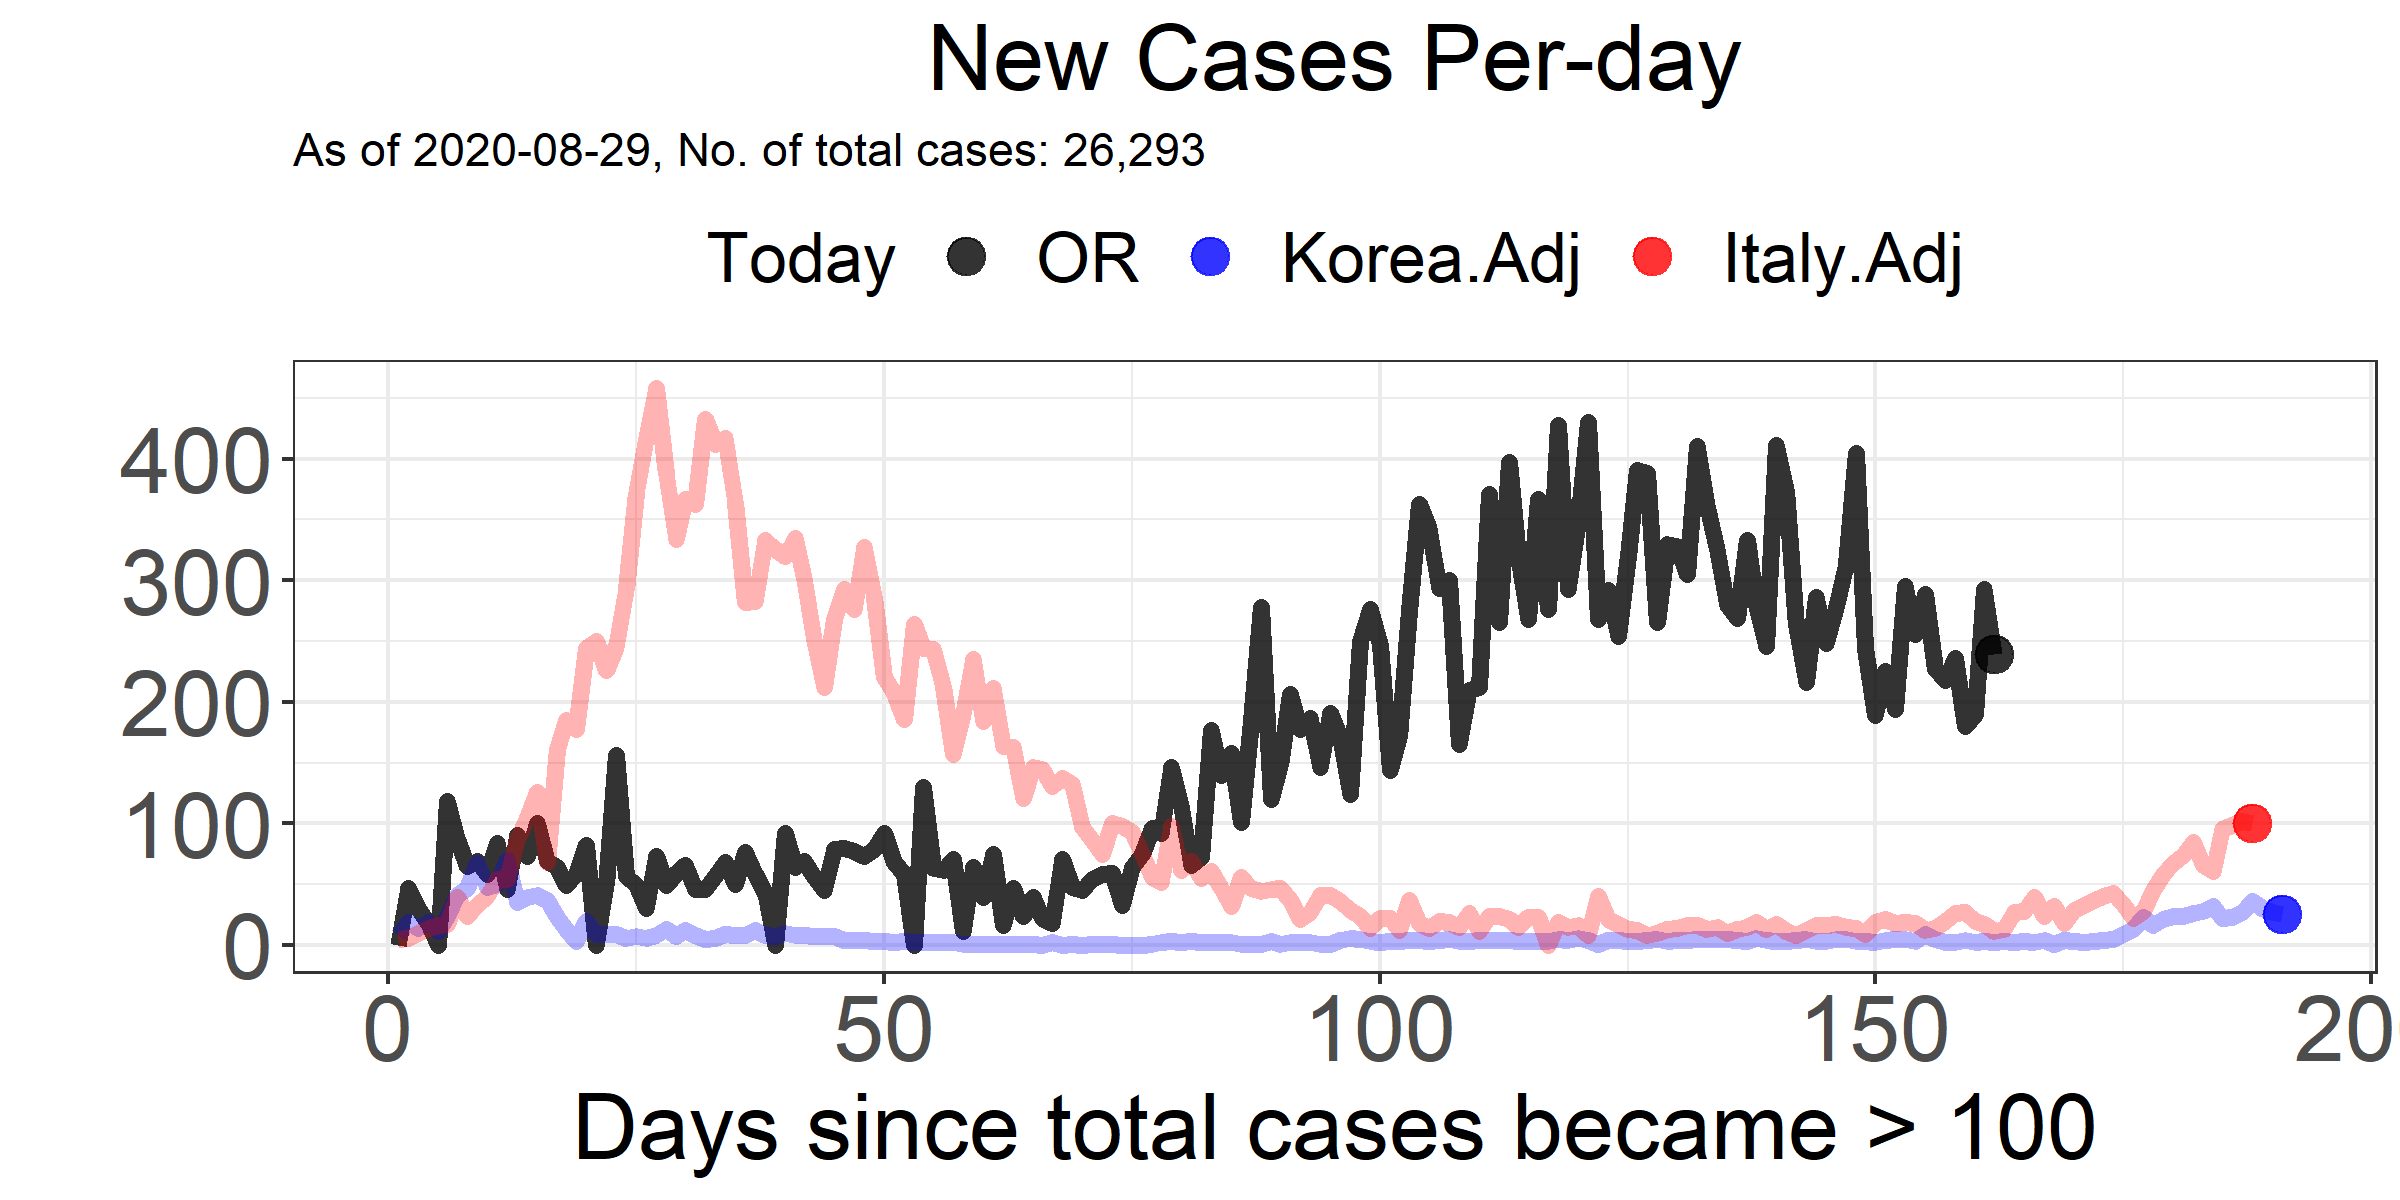 New Cases Per-day
As of 2020-08-29, No. of total cases: 26,293
Today OR Korea.Adj Italy.Adj
400
300
200
100
0
0 50 100 150 20
Days since total cases became > 100